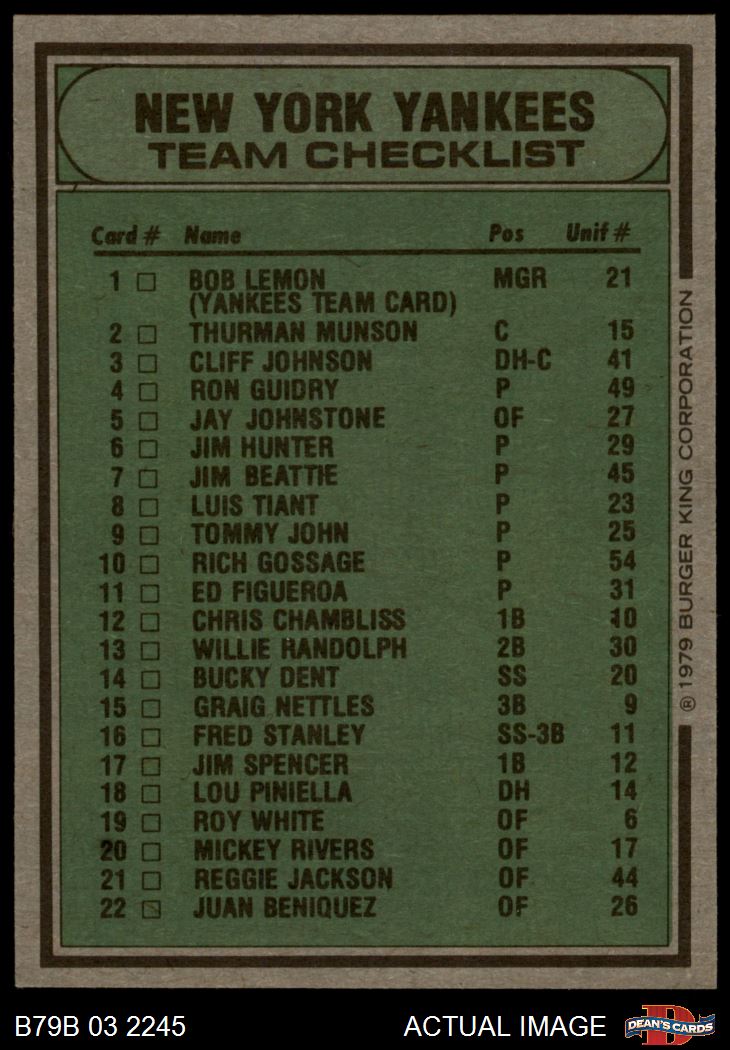 NEW YORK YANKEES
TEAM CHECKLIST
Card # Name Pos Unif #
1 BOB LEMON MGR 21
(YANKEES TEAM CARD)
2 THURMAN MUNSON C 15
3 CLIFF JOHNSON DH-C 41
4 RON GUIDRY P 49
5 JAY JOHNSTONE OF 27
6 JIM HUNTER P 29
7 JIM BEATTIE P 45
8 LUIS TIANT P 23
9 TOMMY JOHN P 25
10 RICH GOSSAGE P 54
11 ED FIGUEROA P 31
12 CHRIS CHAMBLISS 1B 10
13 WILLIE RANDOLPH 2B 30
14 BUCKY DENT SS 20
15 GRAIG NETTLES 3B 9
16 FRED STANLEY SS-3B 11
17 JIM SPENCER 1B 12
18 LOU PINIELLA DH 14
19 ROY WHITE OF 6
20 MICKEY RIVERS OF 17
21 REGGIE JACKSON OF 44
22 JUAN BENIQUEZ OF 26
® 1979 BURGER KING CORPORATION
B79B 03 2245
ACTUAL IMAGE
D
DEAN'S CARDS